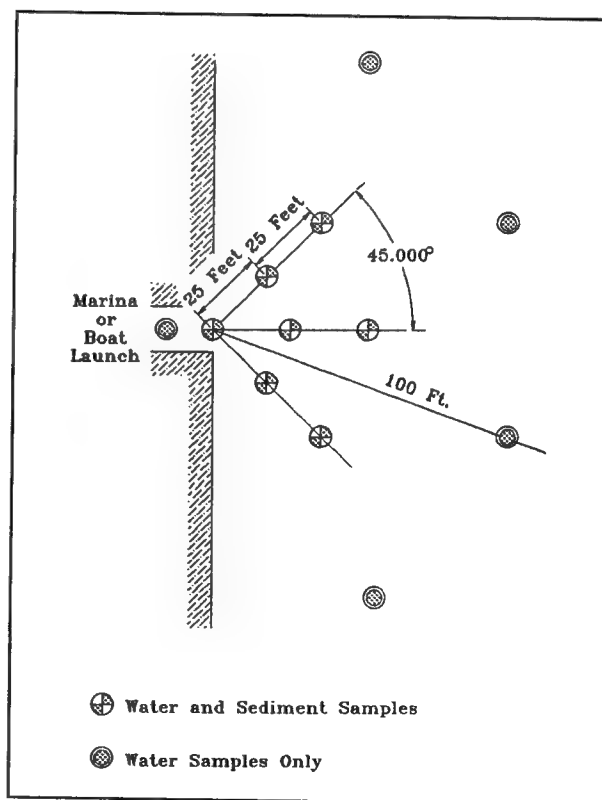 25 Feet
25 Feet
45.000°
Marina
or
Boat
Launch
100 Ft.
Water and Sediment Samples
Water Samples Only